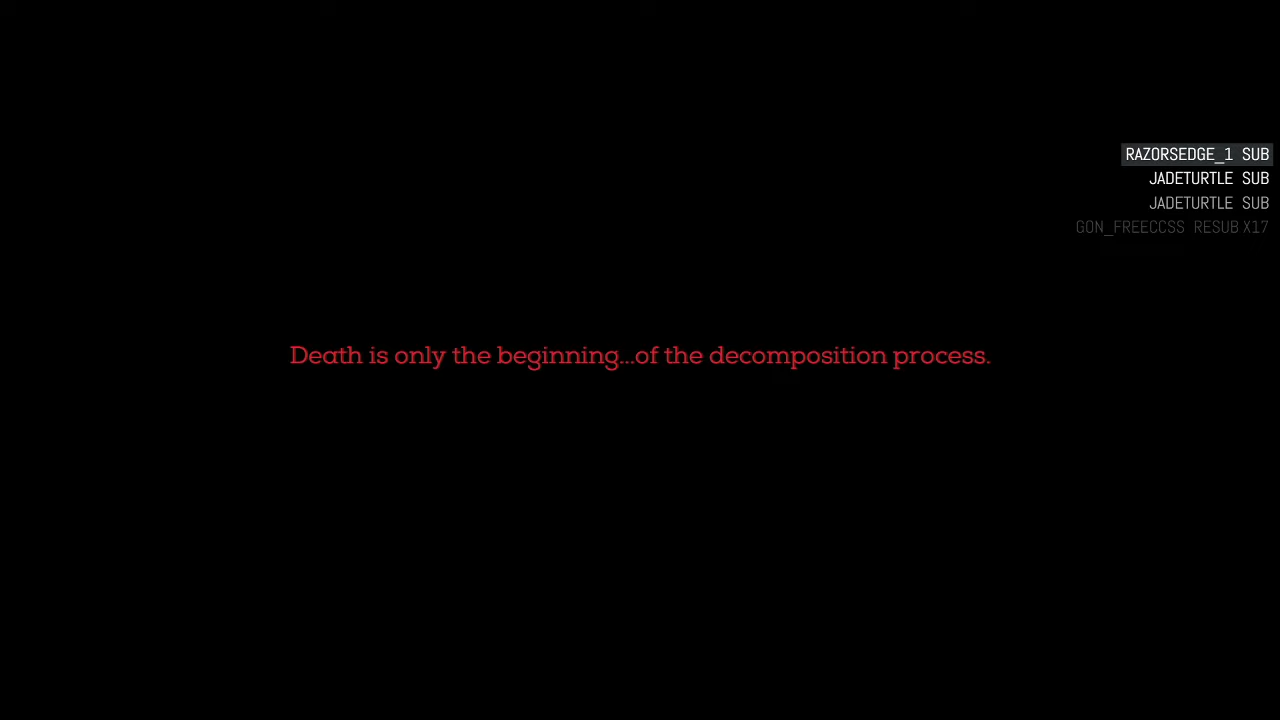 RAZORSEDGE_1 SUB
JADETURTLE SUB
JADETURTLE SUB
GON_FREECCSS RESUB X17
Death is only the beginning...of the decomposition process.